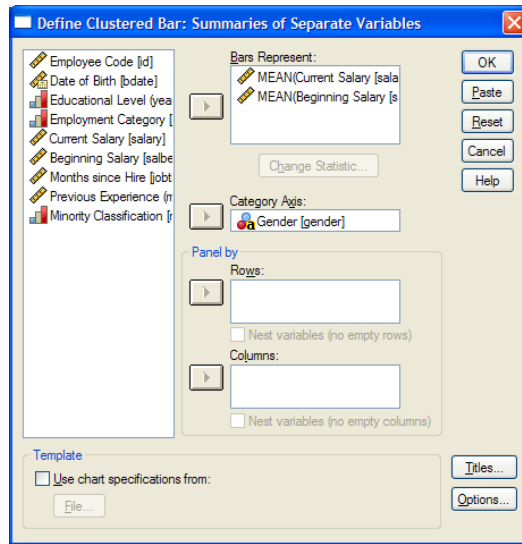 Define Clustered Bar: Summaries of Separate Variables
Employee Code [id]
Date of Birth [bdate]
Educational Level (yea
Employment Category [
Current Salary [salary]
Beginning Salary [salbe
Months since Hire [jobt
Previous Experience (m
Minority Classification [r
Bars Represent:
MEAN(Current Salary [sala
MEAN(Beginning Salary [s
Change Statistic...
Category Axis:
Gender [gender]
Panel by
Rows:
Nest variables (no empty rows)
Columns:
Nest variables (no empty columns)
OK
Paste
Reset
Cancel
Help
Template
Use chart specifications from:
File...
Titles...
Options...